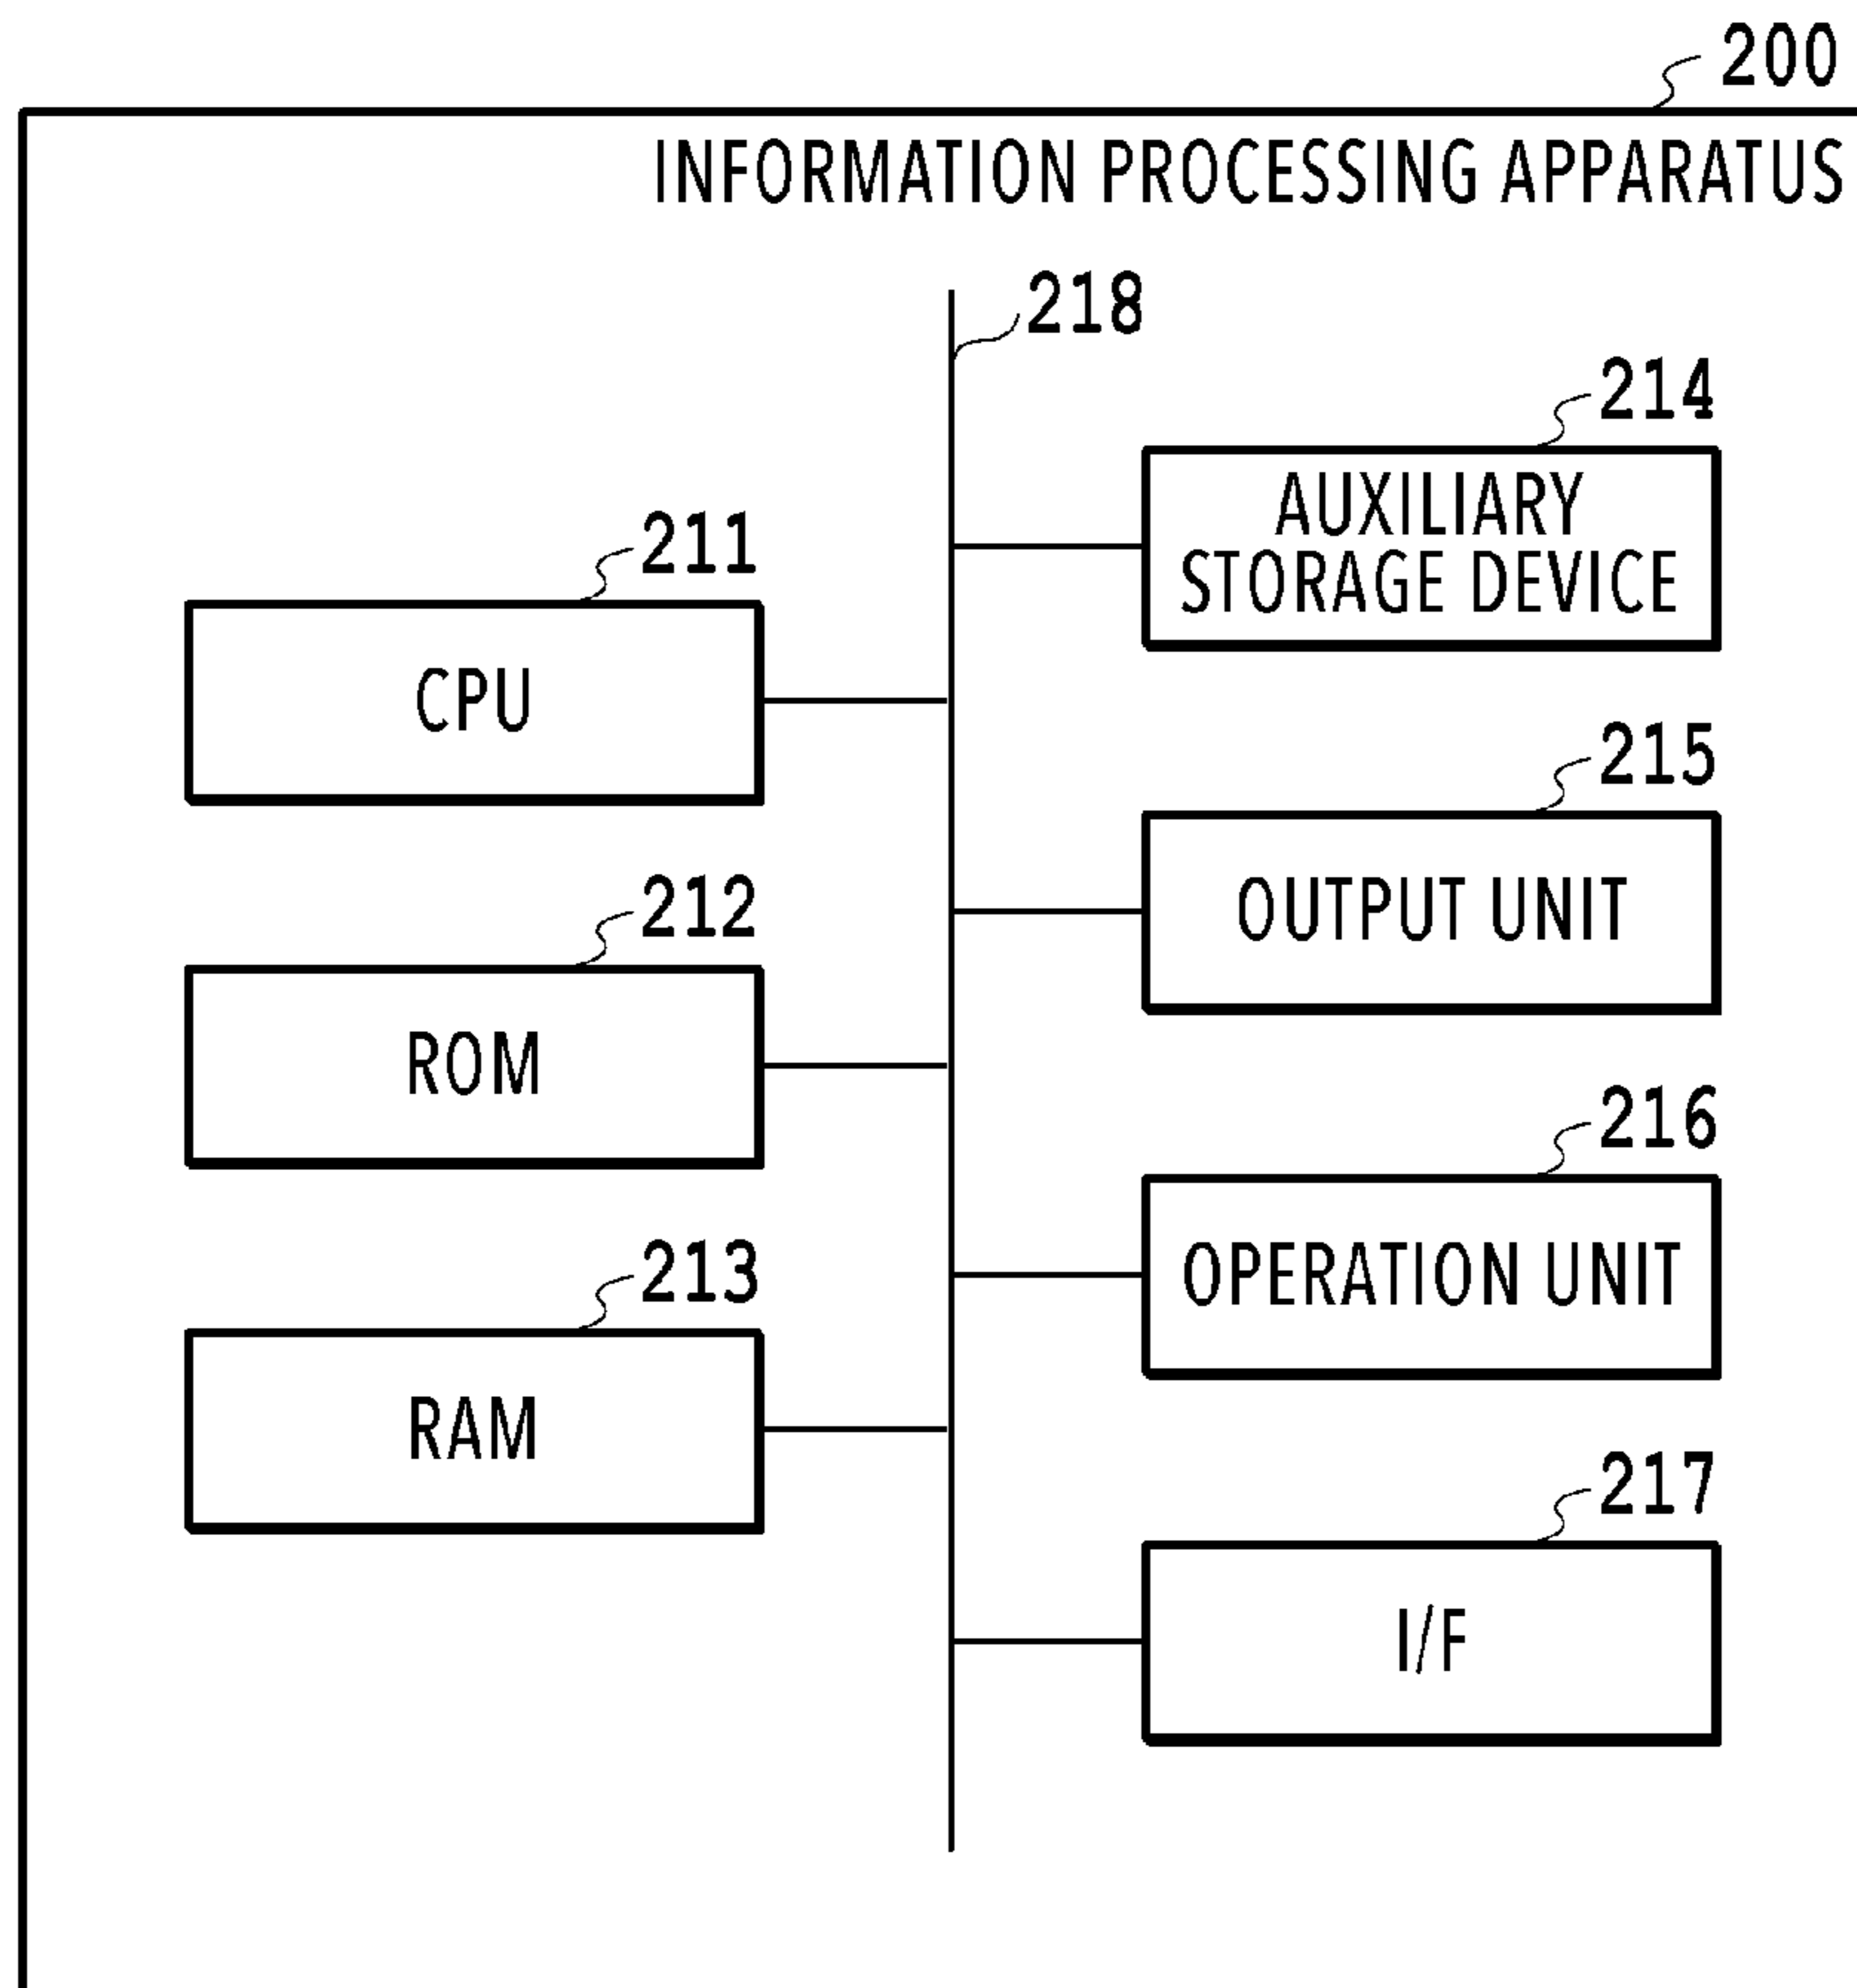 200
INFORMATION PROCESSING APPARATUS
218
214
AUXILIARY
STORAGE DEVICE
211
CPU
215
OUTPUT UNIT
212
ROM
216
OPERATION UNIT
213
RAM
217
I/F